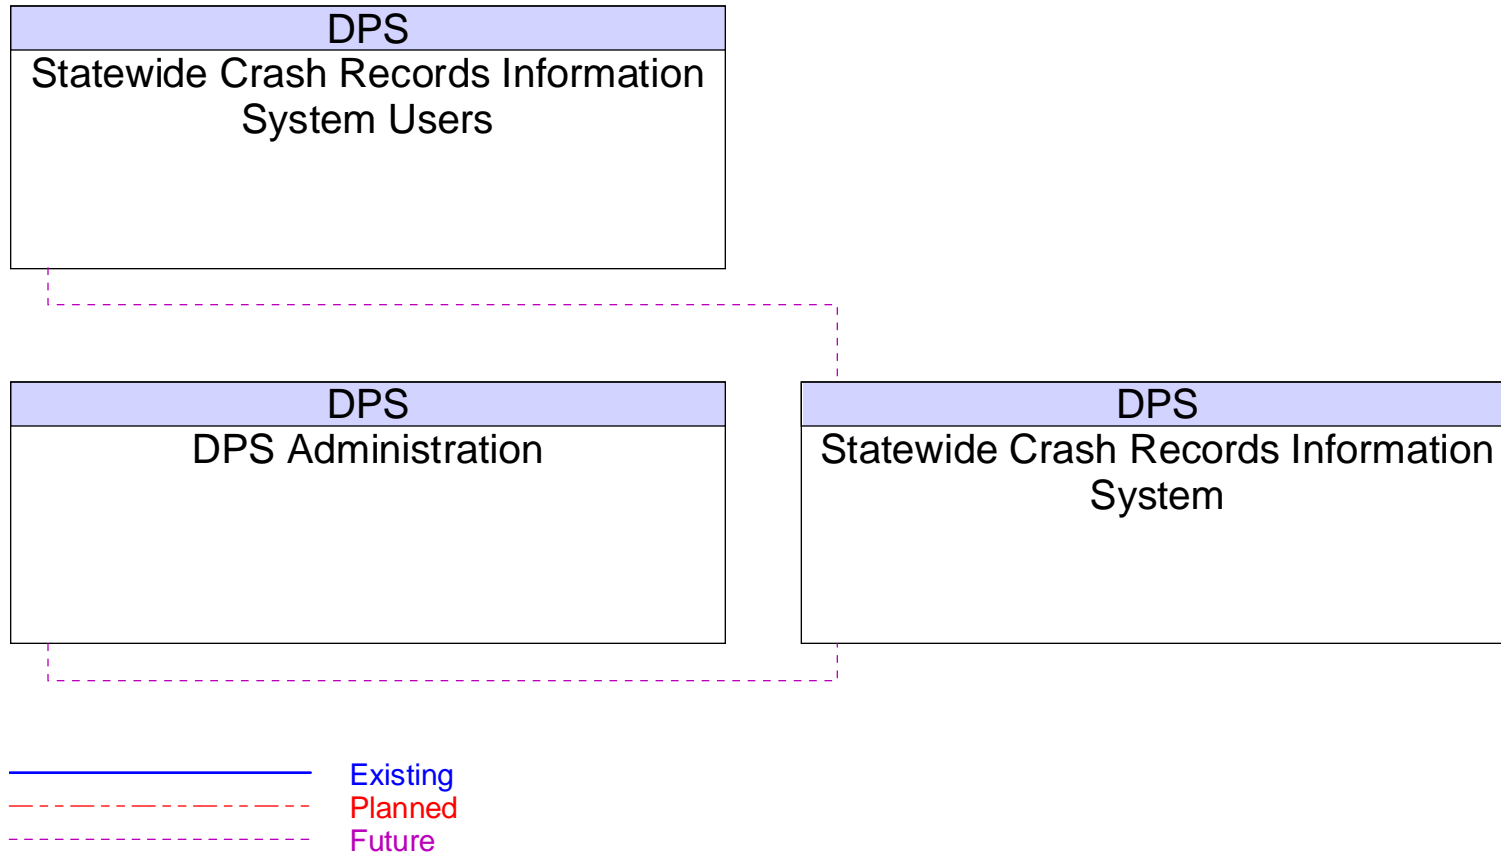 DPS
Statewide Crash Records Information
System Users
DPS
DPS Administration
DPS
Statewide Crash Records Information
System
Existing
Planned
Future